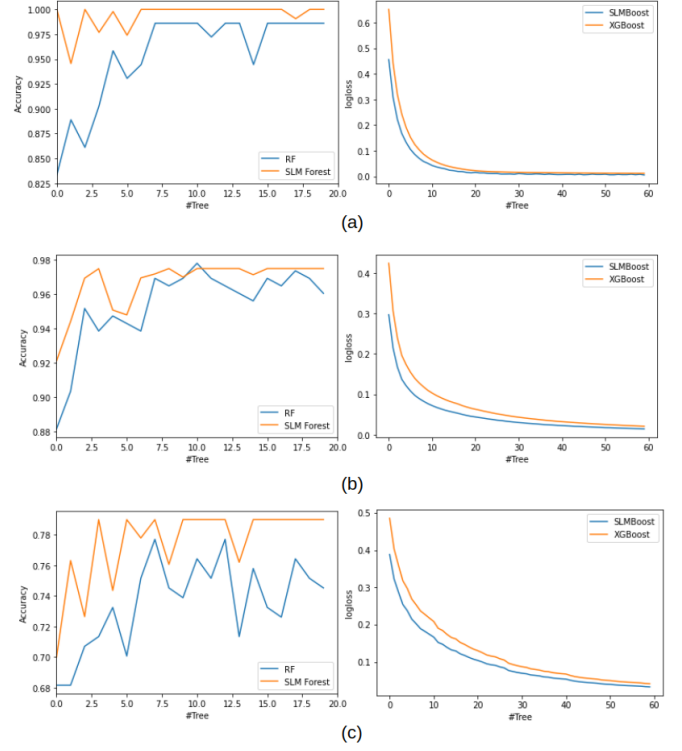 1.000
0.975
0.950
0.925
0.900
0.875
0.850
0.825
Accuracy
0.0 2.5 5.0 7.5 10.0 12.5 15.0 17.5 20.0
#Tree
RF
SLM Forest
0.6
0.5
0.4
0.3
0.2
0.1
0.0
logloss
0 10 20 30 40 50 60
#Tree
SLMBoost
XGBoost
(a)
0.98
0.96
0.94
0.92
0.90
0.88
Accuracy
0.0 2.5 5.0 7.5 10.0 12.5 15.0 17.5 20.0
#Tree
RF
SLM Forest
0.4
0.3
0.2
0.1
0.0
logloss
0 10 20 30 40 50 60
#Tree
SLMBoost
XGBoost
(b)
0.78
0.76
0.74
0.72
0.70
0.68
Accuracy
0.0 2.5 5.0 7.5 10.0 12.5 15.0 17.5 20.0
#Tree
RF
SLM Forest
0.5
0.4
0.3
0.2
0.1
logloss
0 10 20 30 40 50 60
#Tree
SLMBoost
XGBoost
(c)